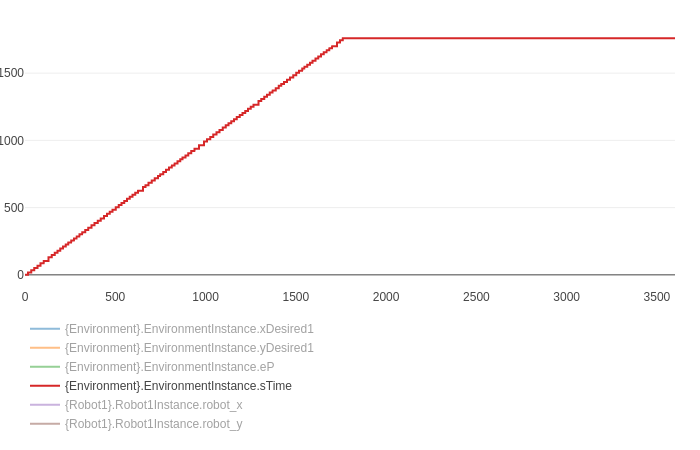 1500
1000
500
0
0 500 1000 1500 2000 2500 3000 3500
{Environment}.EnvironmentInstance.xDesired1
{Environment}.EnvironmentInstance.yDesired1
{Environment}.EnvironmentInstance.eP
{Environment}.EnvironmentInstance.sTime
{Robot1}.Robot1Instance.robot_x
{Robot1}.Robot1Instance.robot_y